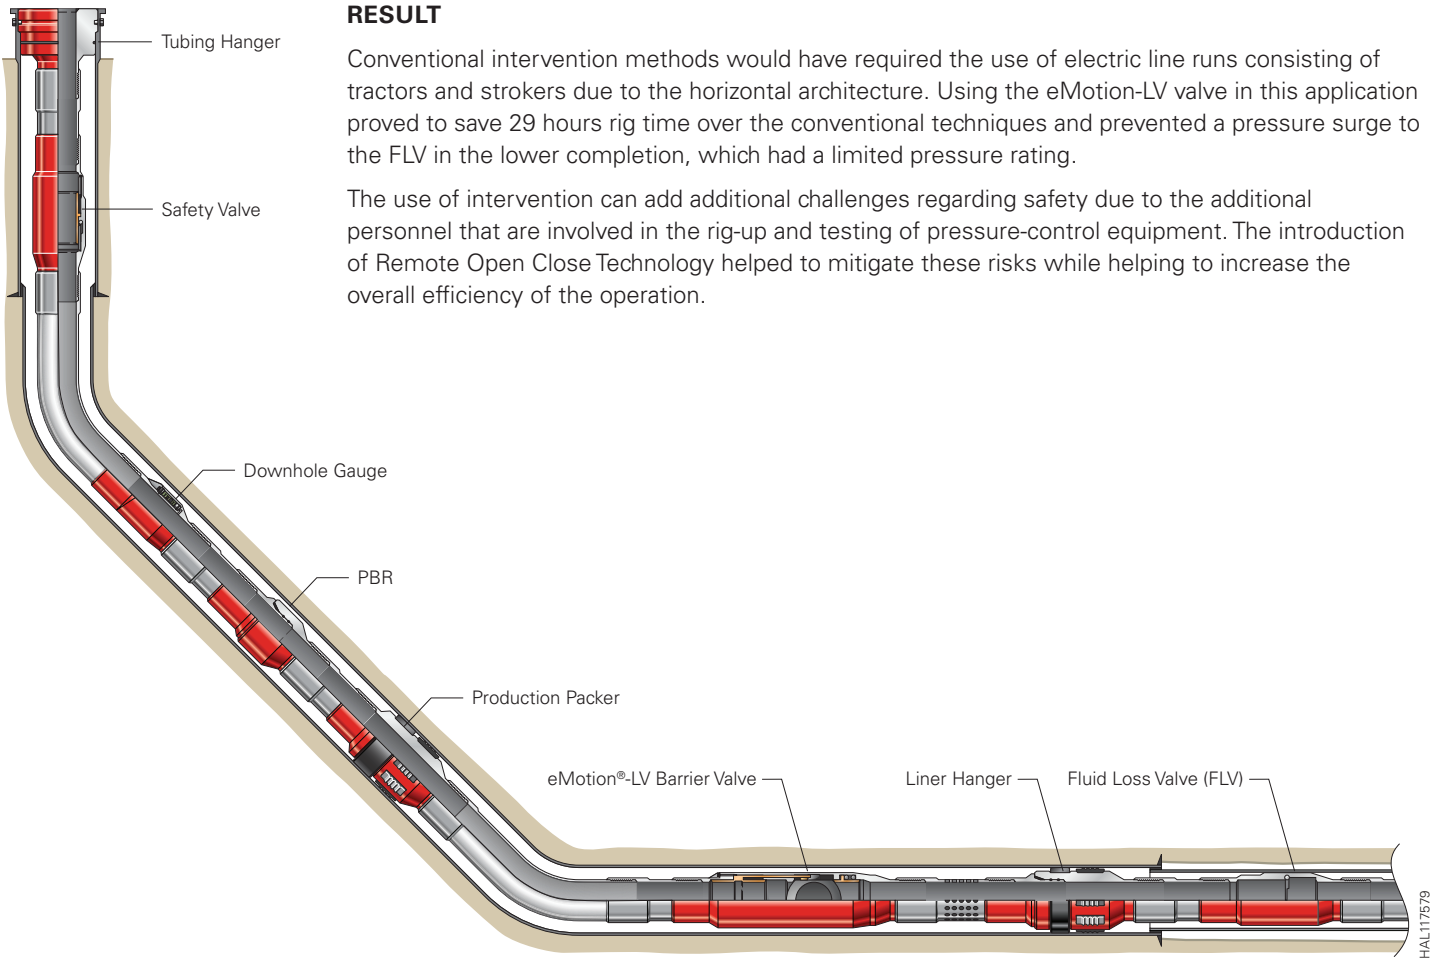 RESULT
Conventional intervention methods would have required the use of electric line runs consisting of
tractors and strokers due to the horizontal architecture. Using the eMotion-LV valve in this application
proved to save 29 hours rig time over the conventional techniques and prevented a pressure surge to
the FLV in the lower completion, which had a limited pressure rating.
The use of intervention can add additional challenges regarding safety due to the additional
personnel that are involved in the rig-up and testing of pressure-control equipment. The introduction
of Remote Open Close Technology helped to mitigate these risks while helping to increase the
overall efficiency of the operation.
Tubing Hanger
Safety Valve
Downhole Gauge
PBR
Production Packer
eMotion®-LV Barrier Valve
Liner Hanger
Fluid Loss Valve (FLV)
HAL117579